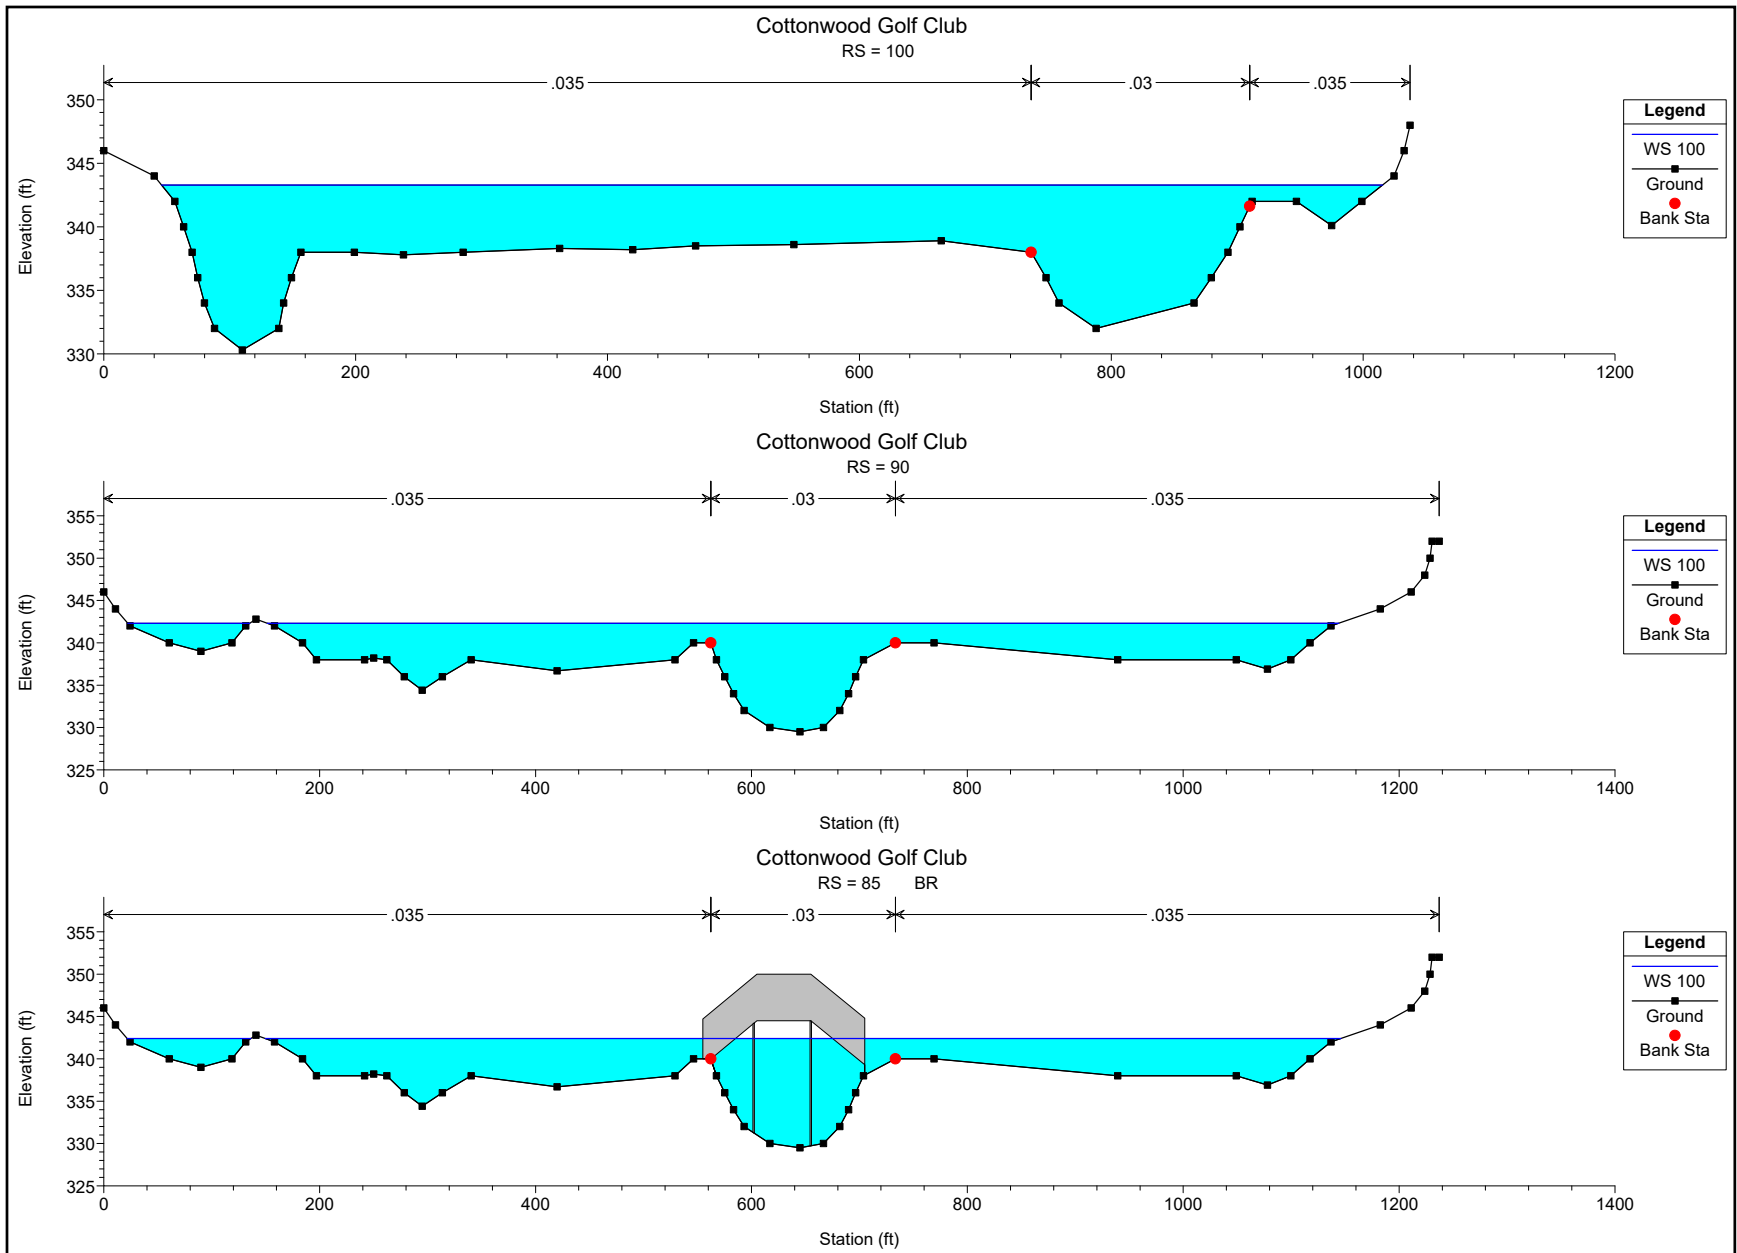 Cottonwood Golf Club
RS = 100
.035 .03 .035
350
345
340
335
330
Elevation (ft)
0 200 400 600 800 1000 1200
Station (ft)
Legend
WS 100
Ground
Bank Sta
Cottonwood Golf Club
RS = 90
.035 .03 .035
355
350
345
340
335
330
325
Elevation (ft)
0 200 400 600 800 1000 1200 1400
Station (ft)
Legend
WS 100
Ground
Bank Sta
Cottonwood Golf Club
RS = 85 BR
.035 .03 .035
355
350
345
340
335
330
325
Elevation (ft)
0 200 400 600 800 1000 1200 1400
Station (ft)
Legend
WS 100
Ground
Bank Sta